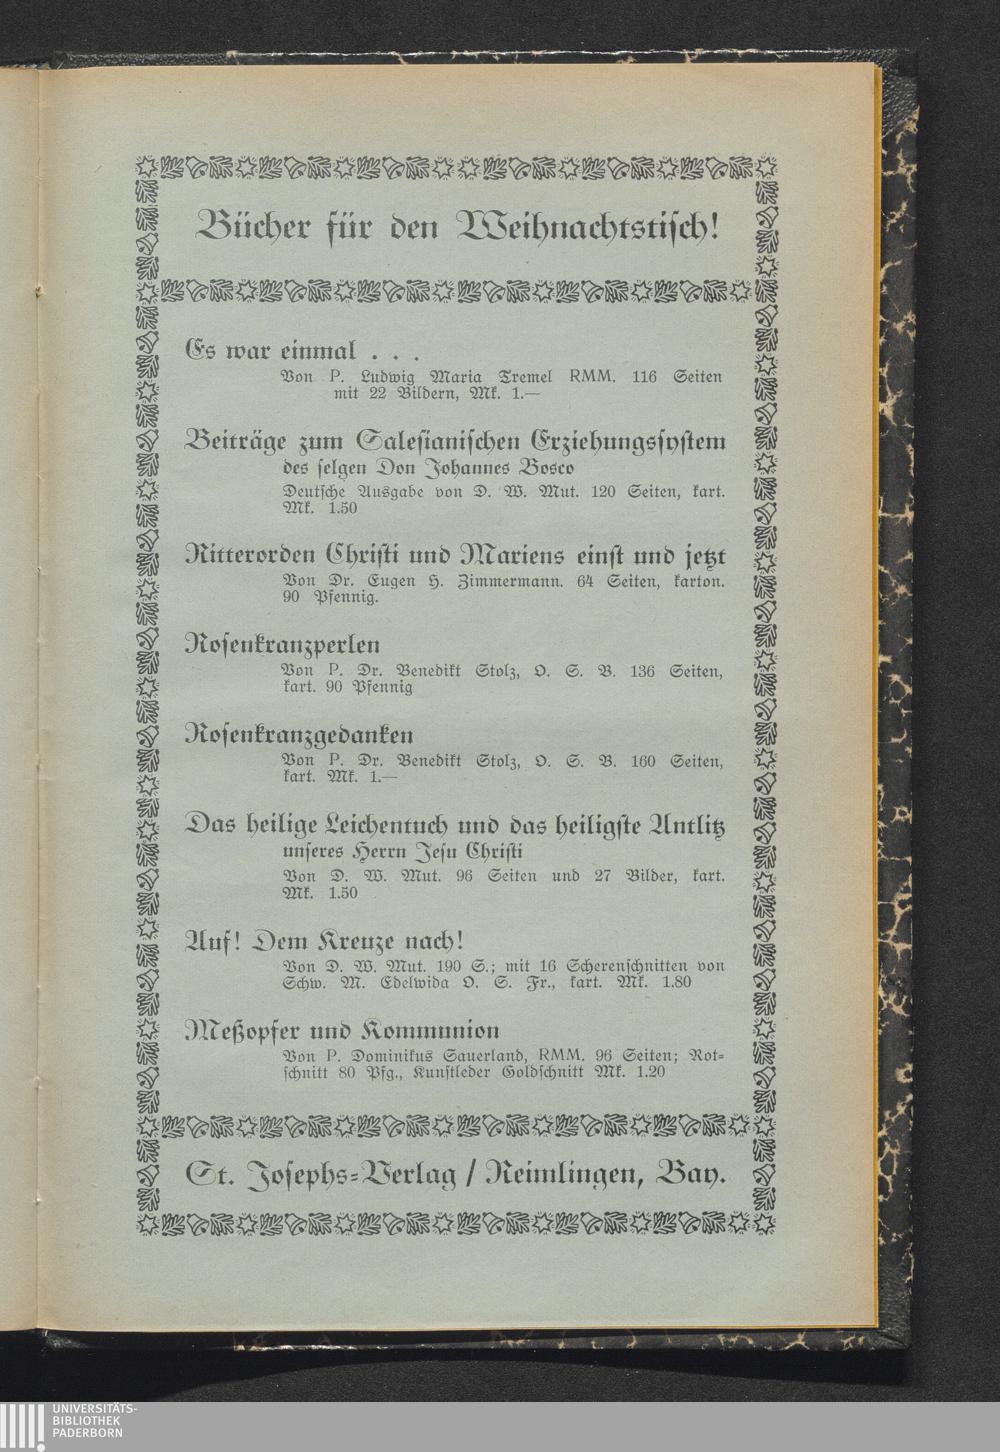 Bücher für den Weihnachtstisch!
Es war einmal . . .
Von P. Ludwig Maria Tremel RMM. 116 Seiten
mit 22 Bildern, Mk. 1.—
Beiträge zum Salesianischen Erziehungssystem
des selgen Don Johannes Bosco
Deutsche Ausgabe von D. W. Mut. 120 Seiten, kart.
Mk. 1.50
Ritterorden Christi und Mariens einst und jetzt
Von Dr. Eugen H. Zimmermann. 64 Seiten, karton.
90 Pfennig.
Rosenkranzperlen
Von P. Dr. Benedikt Stolz, O. S. B. 136 Seiten,
kart. 90 Pfennig
Rosenkranzgedanken
Von P. Dr. Benedikt Stolz, O. S. B. 160 Seiten,
kart. Mk. 1.—
Das heilige Leichentuch und das heiligste Antlitz
unseres Herrn Jesu Christi
Von D. W. Mut. 96 Seiten und 27 Bilder, kart.
Mk. 1.50
Auf! Dem Kreuze nach!
Von D. W. Mut. 190 S.; mit 16 Scherenschnitten von
Schw. M. Edelwida O. S. Fr., kart. Mk. 1.80
Meßopfer und Kommunion
Von P. Dominikus Sauerland, RMM. 96 Seiten; Rot=
schnitt 80 Pfg., Kunstleder Goldschnitt Mk. 1.20
St. Josephs=Verlag / Reimlingen, Bay.
UNIVERSITÄTS-
BIBLIOTHEK
PADERBORN